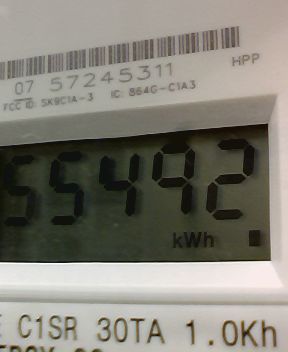 07 57245311
HPP
FCC ID: SK9C1A-3 IC: 864G-C1A3
55492
kWh
C1SR 30TA 1.0Kh